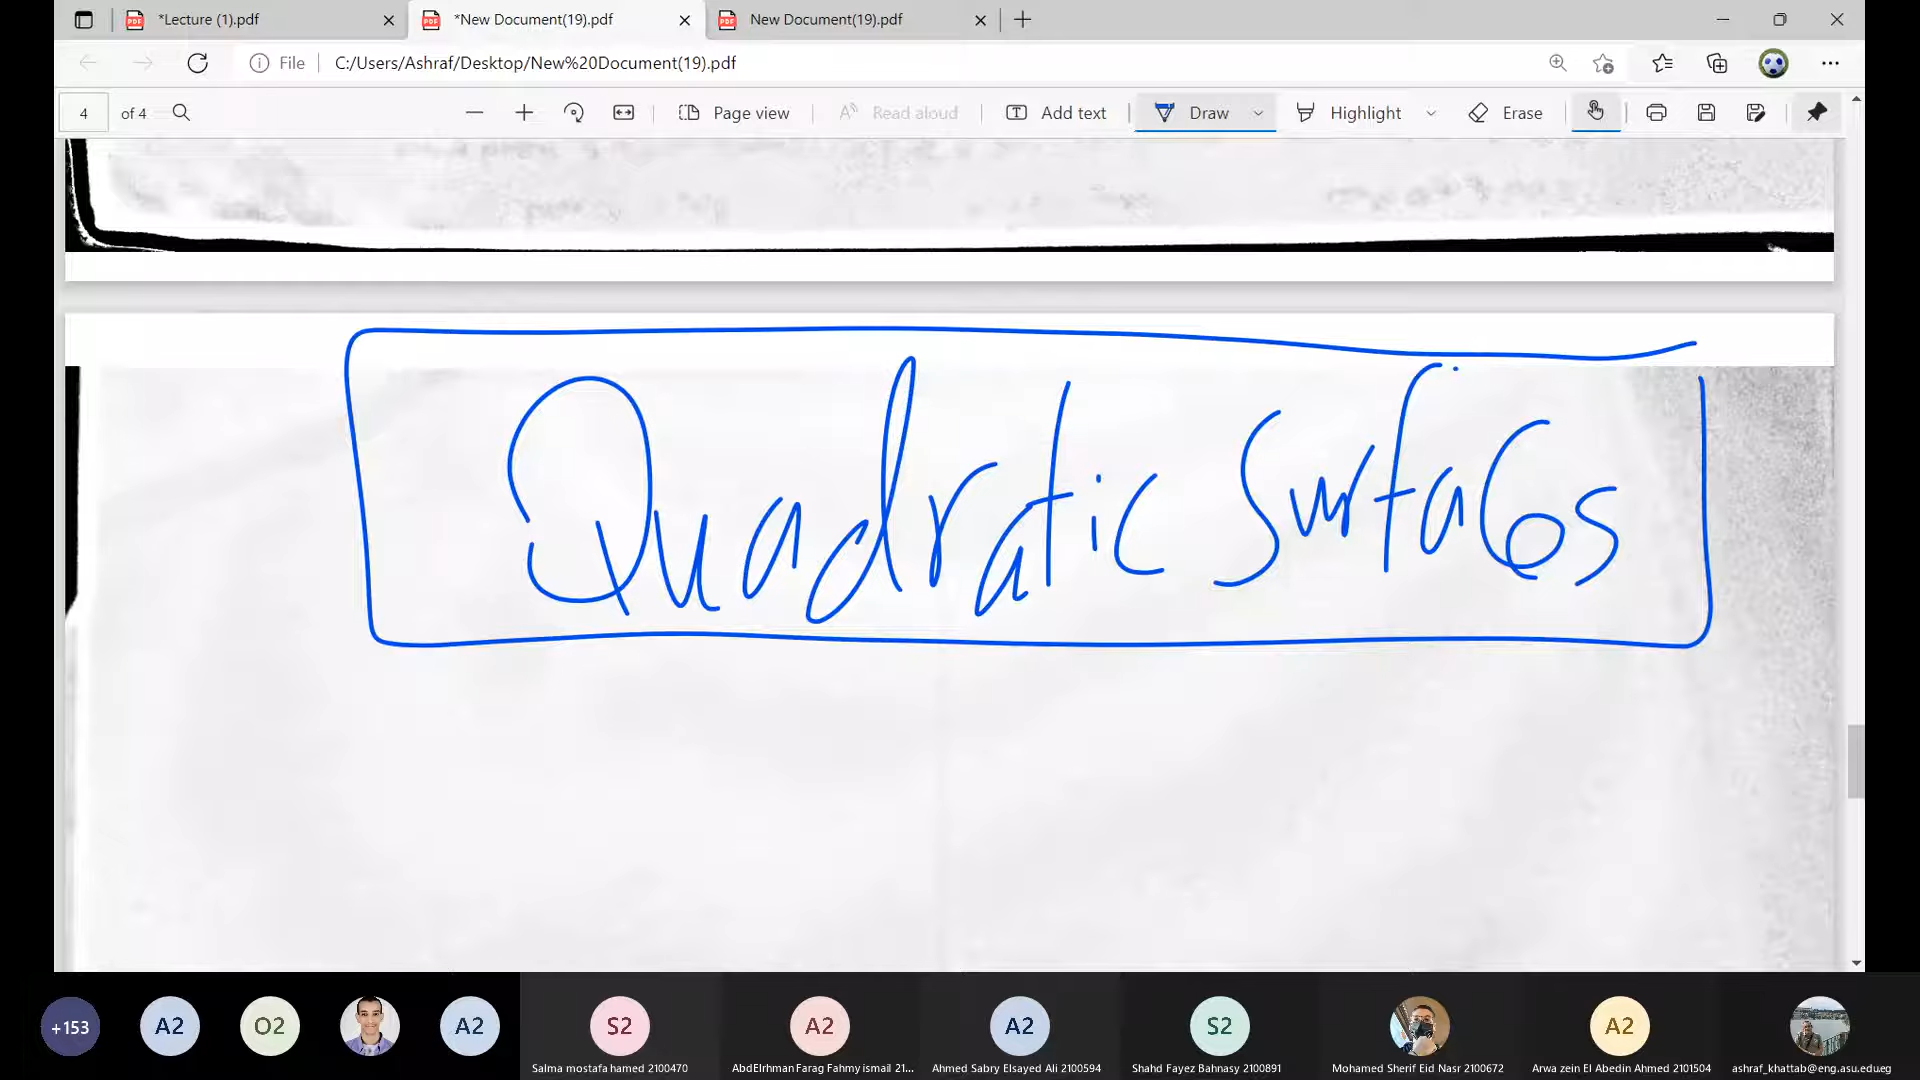 *Lecture (1).pdf
*New Document(19).pdf
New Document(19).pdf
File
C:/Users/Ashraf/Desktop/New%20Document(19).pdf
4 of 4
Page view
Read aloud
Add text
Draw
Highlight
Erase
Quadratic Surfaces
+153
A2
O2
A2
S2
A2
A2
S2
A2
Salma mostafa hamed 2100470
AbdElrhman Farag Fahmy ismail 21...
Ahmed Sabry Elsayed Ali 2100594
Shahd Fayez Bahnasy 2100891
Mohamed Sherif Eid Nasr 2100672
Arwa zein El Abedin Ahmed 2101504
ashraf_khattab@eng.asu.edu.eg